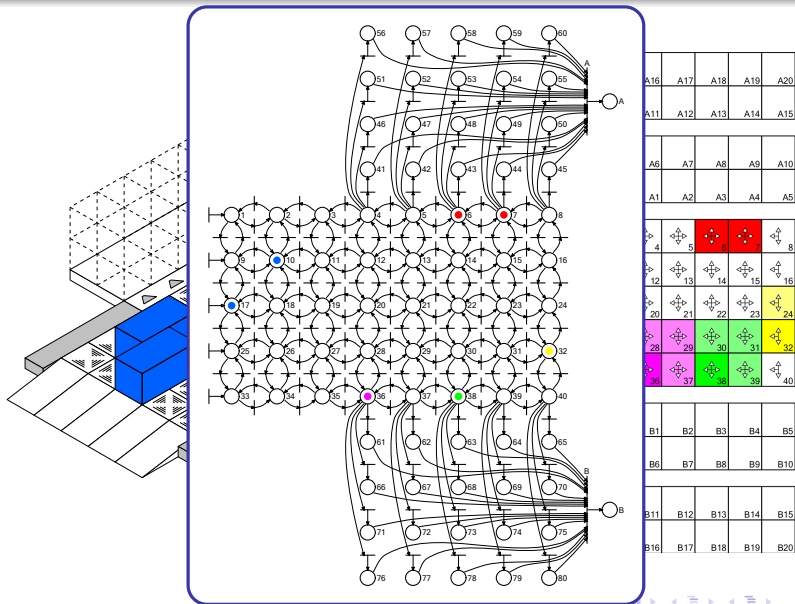 56 57 58 59 60
A
51 52 53 54 55
A
46 47 48 49 50
41 42 43 44 45
1 2 3 4 5 6 7 8
9 10 11 12 13 14 15 16
17 18 19 20 21 22 23 24
25 26 27 28 29 30 31 32
33 34 35 36 37 38 39 40
61 62 63 64 65
B
66 67 68 69 70
B
71 72 73 74 75
76 77 78 79 80
A16 A17 A18 A19 A20
A11 A12 A13 A14 A15
A6 A7 A8 A9 A10
A1 A2 A3 A4 A5
4 5 6 7 8
12 13 14 15 16
20 21 22 23 24
28 29 30 31 32
36 37 38 39 40
B1 B2 B3 B4 B5
B6 B7 B8 B9 B10
B11 B12 B13 B14 B15
B16 B17 B18 B19 B20